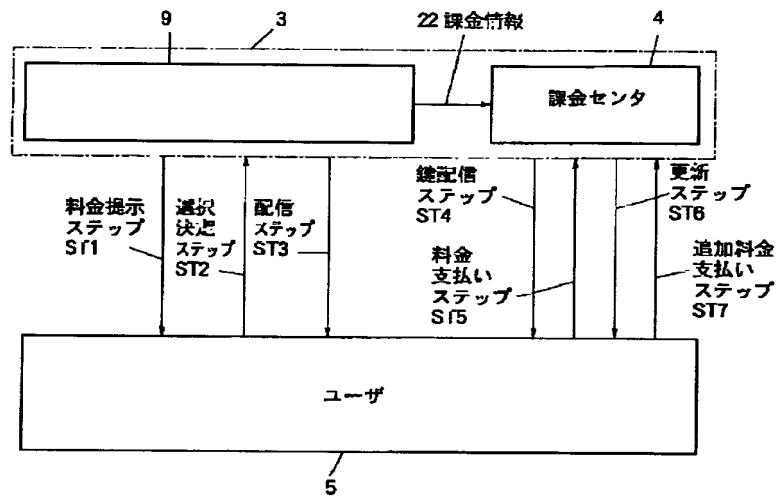 9
3
22 課金情報
4
課金センタ
料金提示
ステップ
ST1
選択
決定
ステップ
ST2
配信
ステップ
ST3
鍵配信
ステップ
ST4
料金
支払い
ステップ
ST5
更新
ステップ
ST6
追加料金
支払い
ステップ
ST7
ユーザ
5